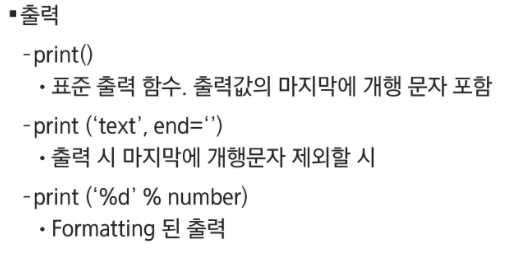 ▪출력
-print()
• 표준 출력 함수. 출력값의 마지막에 개행 문자 포함
-print (‘text’, end=‘’)
• 출력 시 마지막에 개행문자 제외할 시
-print (‘%d’ % number)
• Formatting 된 출력